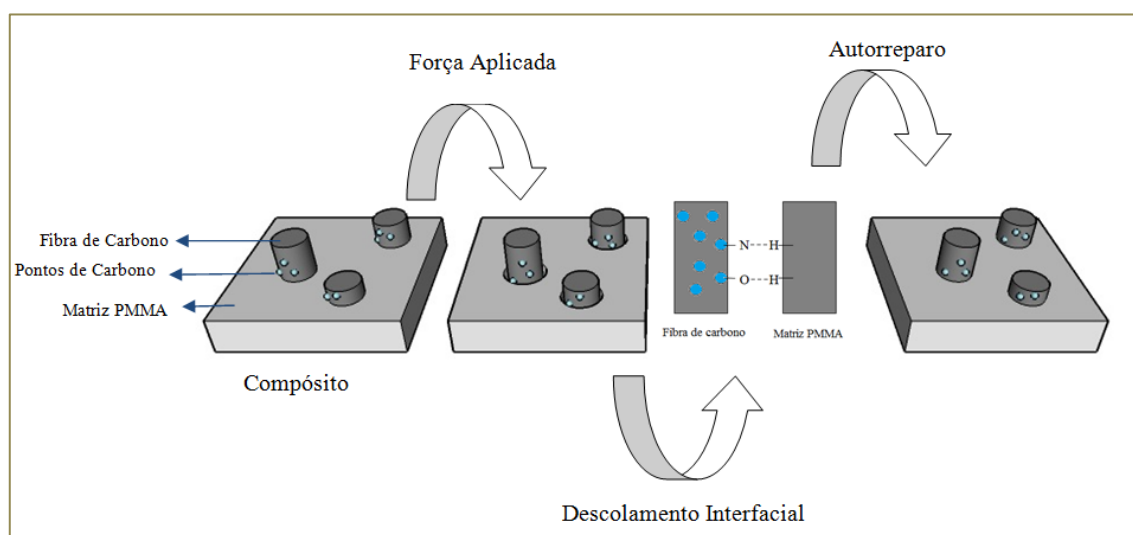 Força Aplicada
Autorreparo
Fibra de Carbono
Pontos de Carbono
Matriz PMMA
N---H
O---H
Fibra de carbono
Matriz PMMA
Compósito
Descolamento Interfacial